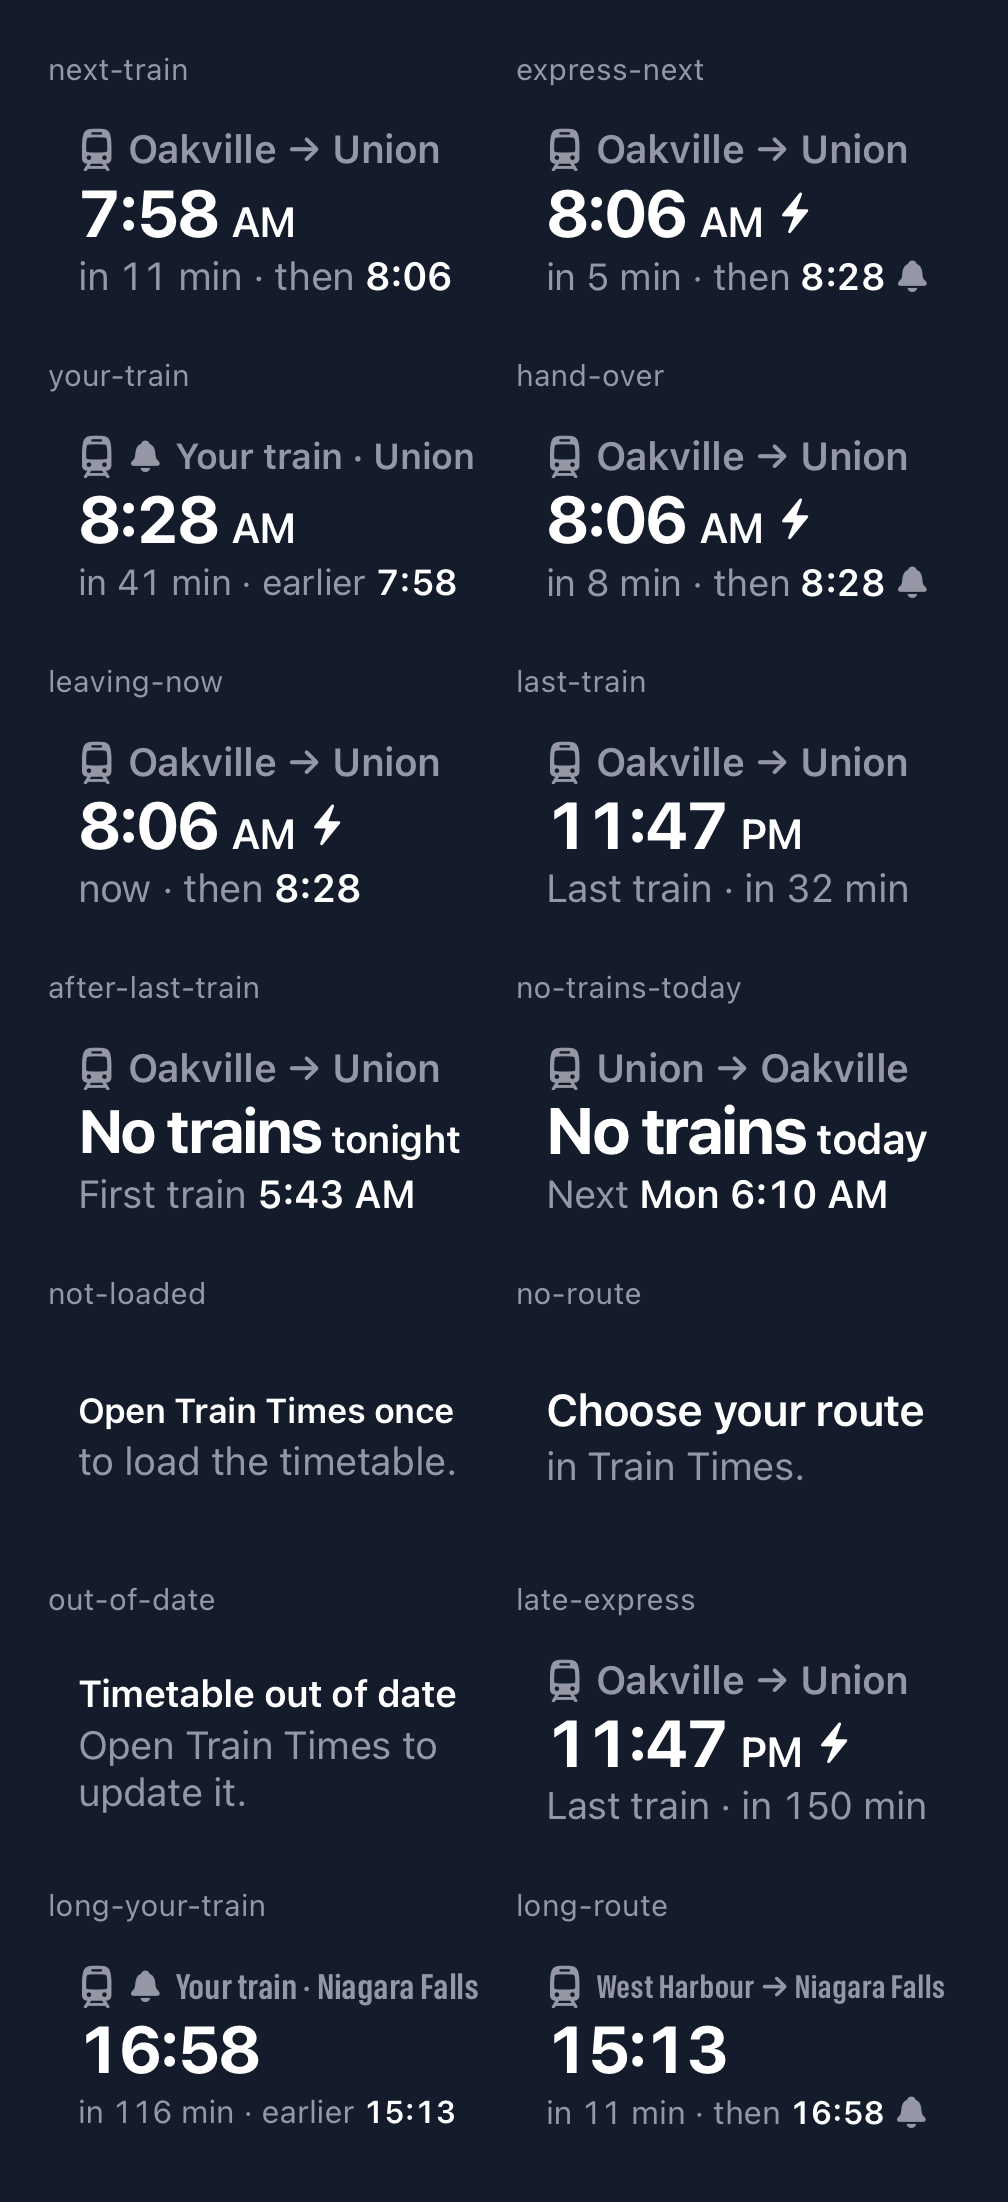 next-train
Oakville → Union
7:58 AM
in 11 min · then 8:06
express-next
Oakville → Union
8:06 AM
in 5 min · then 8:28
your-train
Your train · Union
8:28 AM
in 41 min · earlier 7:58
hand-over
Oakville → Union
8:06 AM
in 8 min · then 8:28
leaving-now
Oakville → Union
8:06 AM
now · then 8:28
last-train
Oakville → Union
11:47 PM
Last train · in 32 min
after-last-train
Oakville → Union
No trains tonight
First train 5:43 AM
no-trains-today
Union → Oakville
No trains today
Next Mon 6:10 AM
not-loaded
Open Train Times once
to load the timetable.
no-route
Choose your route
in Train Times.
out-of-date
Timetable out of date
Open Train Times to
update it.
late-express
Oakville → Union
11:47 PM
Last train · in 150 min
long-your-train
Your train · Niagara Falls
16:58
in 116 min · earlier 15:13
long-route
West Harbour → Niagara Falls
15:13
in 11 min · then 16:58